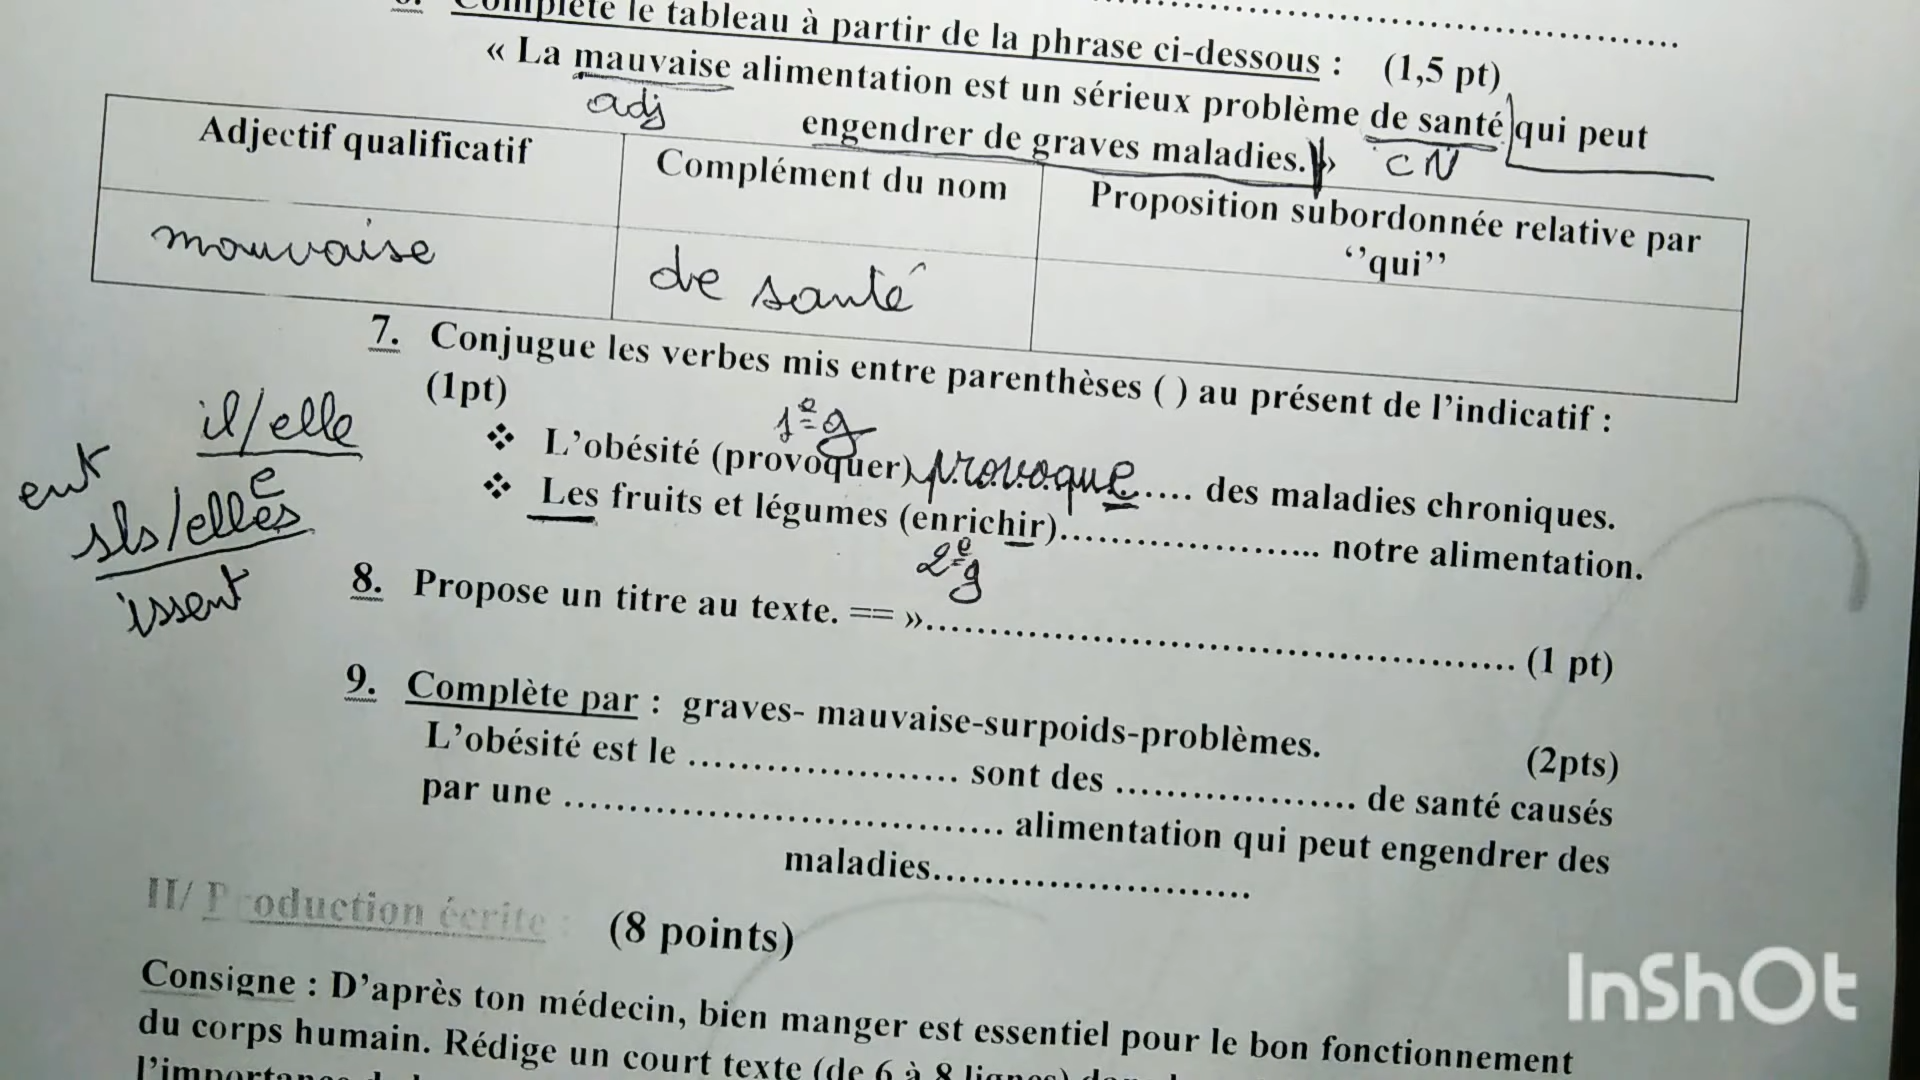 6. Complète le tableau à partir de la phrase ci-dessous : (1,5 pt)
« La mauvaise alimentation est un sérieux problème de santé qui peut
adj
engendrer de graves maladies. »
CN
Adjectif qualificatif
Complément du nom
Proposition subordonnée relative par
‘’qui’’
mauvaise
de santé
7. Conjugue les verbes mis entre parenthèses ( ) au présent de l’indicatif :
(1pt)
1e g
L’obésité (provoquer) provoque..... des maladies chroniques.
Les fruits et légumes (enrichir)..................... notre alimentation.
2e g
il/elle
e
ent
ils/elles
issent
8. Propose un titre au texte. == »................................................ (1 pt)
9. Complète par : graves- mauvaise-surpoids-problèmes. (2pts)
L’obésité est le ..................... sont des ................... de santé causés
par une .................................. alimentation qui peut engendrer des
maladies.........................
II/ Production écrite : (8 points)
Consigne : D’après ton médecin, bien manger est essentiel pour le bon fonctionnement
du corps humain. Rédige un court texte (de 6 à 8 lignes)
InShOt